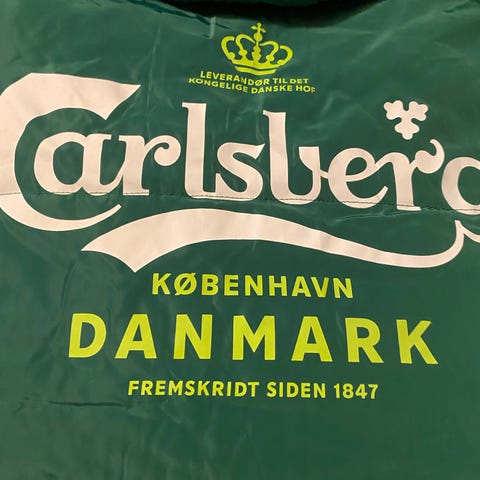 LEVERANDØR TIL DET
KONGELIGE DANSKE HOF
Carlsberg
KØBENHAVN
DANMARK
FREMSKRIDT SIDEN 1847